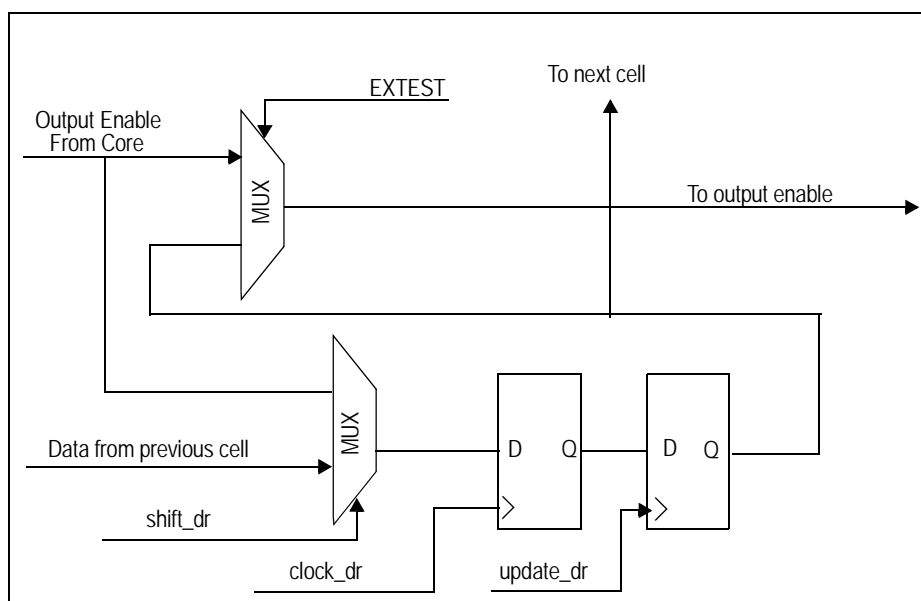 EXTEST
To next cell
Output Enable
From Core
MUX
To output enable
MUX
D Q
D Q
Data from previous cell
shift_dr
clock_dr
update_dr